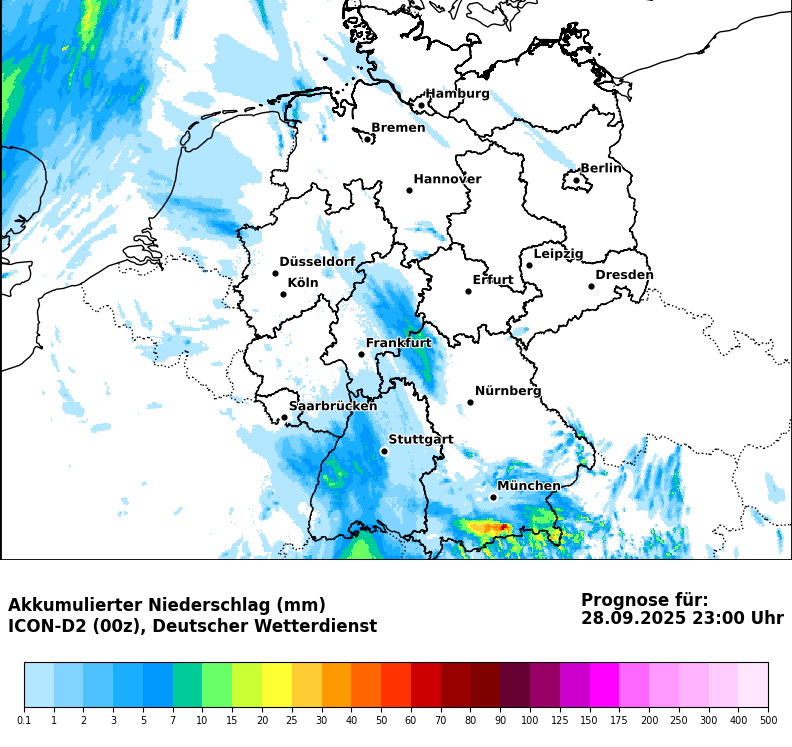 Hamburg
Bremen
Berlin
Hannover
Leipzig
Düsseldorf
Dresden
Köln
Erfurt
Frankfurt
Nürnberg
Saarbrücken
Stuttgart
München
Akkumulierter Niederschlag (mm)
ICON-D2 (00z), Deutscher Wetterdienst
Prognose für:
28.09.2025 23:00 Uhr
0.1 1 2 3 5 7 10 15 20 25 30 40 50 60 70 80 90 100 125 150 175 200 250 300 400 500